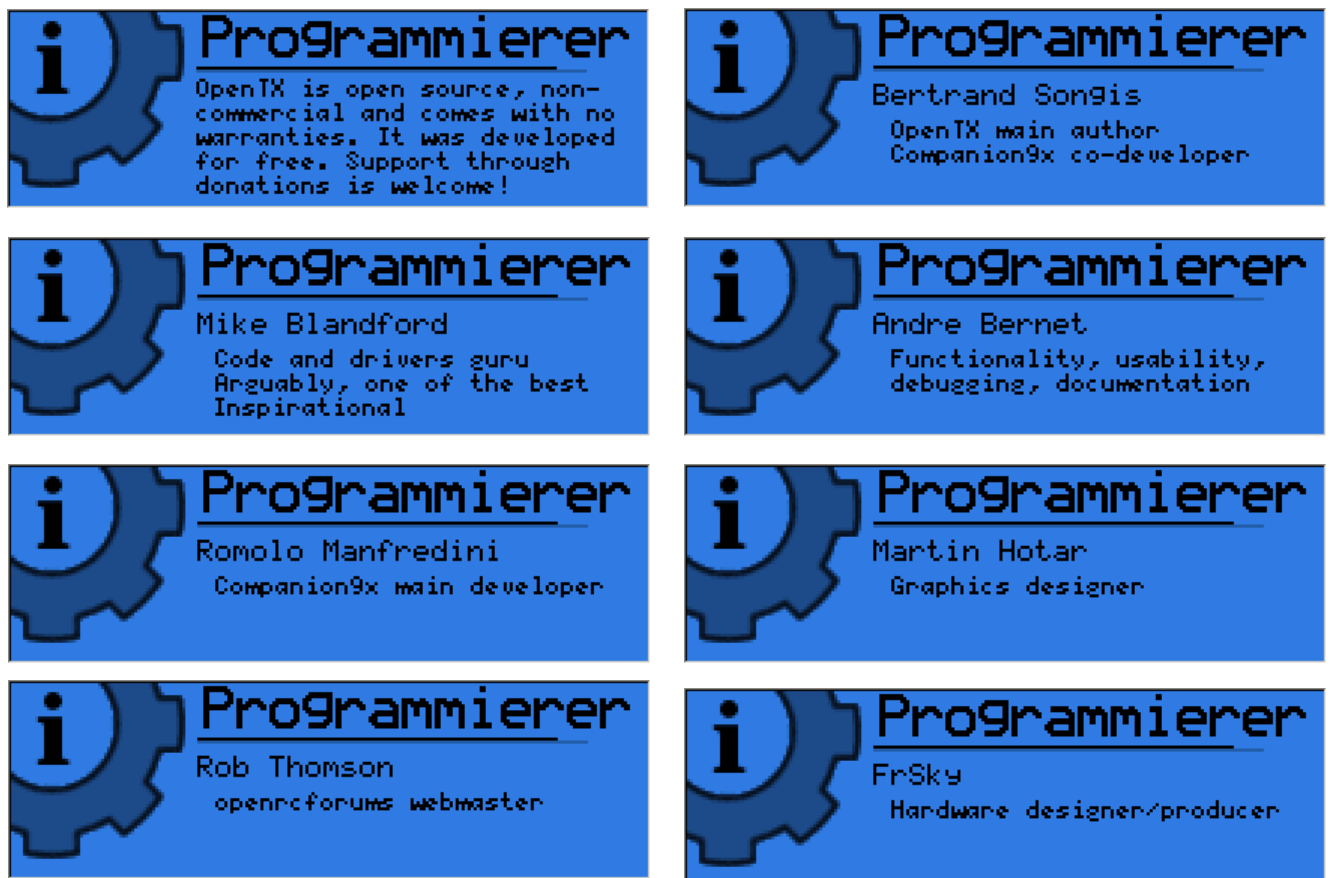 Programmierer
OpenTX is open source, non-
commercial and comes with no
warranties. It was developed
for free. Support through
donations is welcome!
Programmierer
Bertrand Songis
OpenTX main author
Companion9x co-developer
Programmierer
Mike Blandford
Code and drivers guru
Arguably, one of the best
Inspirational
Programmierer
Andre Bernet
Functionality, usability,
debugging, documentation
Programmierer
Romolo Manfredini
Companion9x main developer
Programmierer
Martin Hotar
Graphics designer
Programmierer
Rob Thomson
openrcforums webmaster
Programmierer
FrSky
Hardware designer/producer